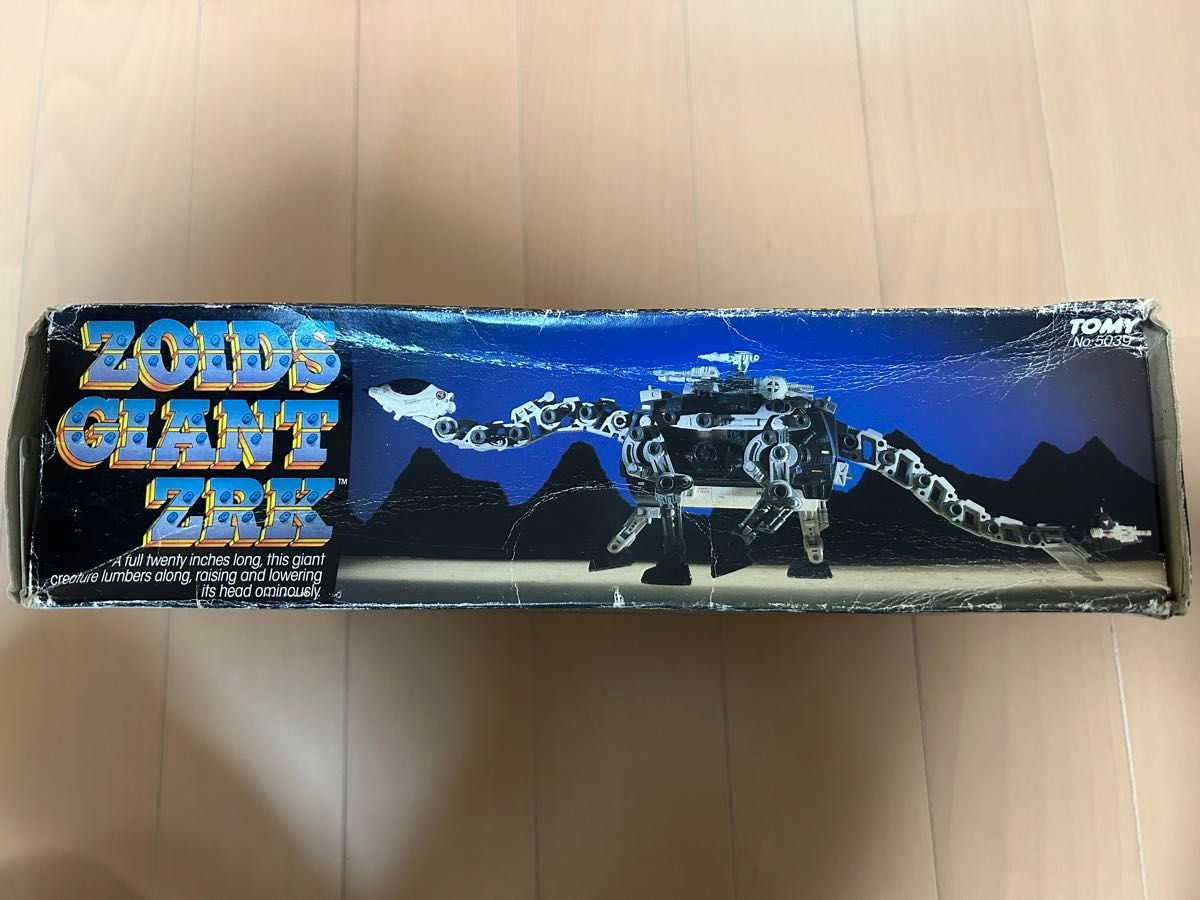 ZOIDS
GIANT
ZRK™
A full twenty inches long, this giant
creature lumbers along, raising and lowering
its head ominously.
TOMY
No.5039